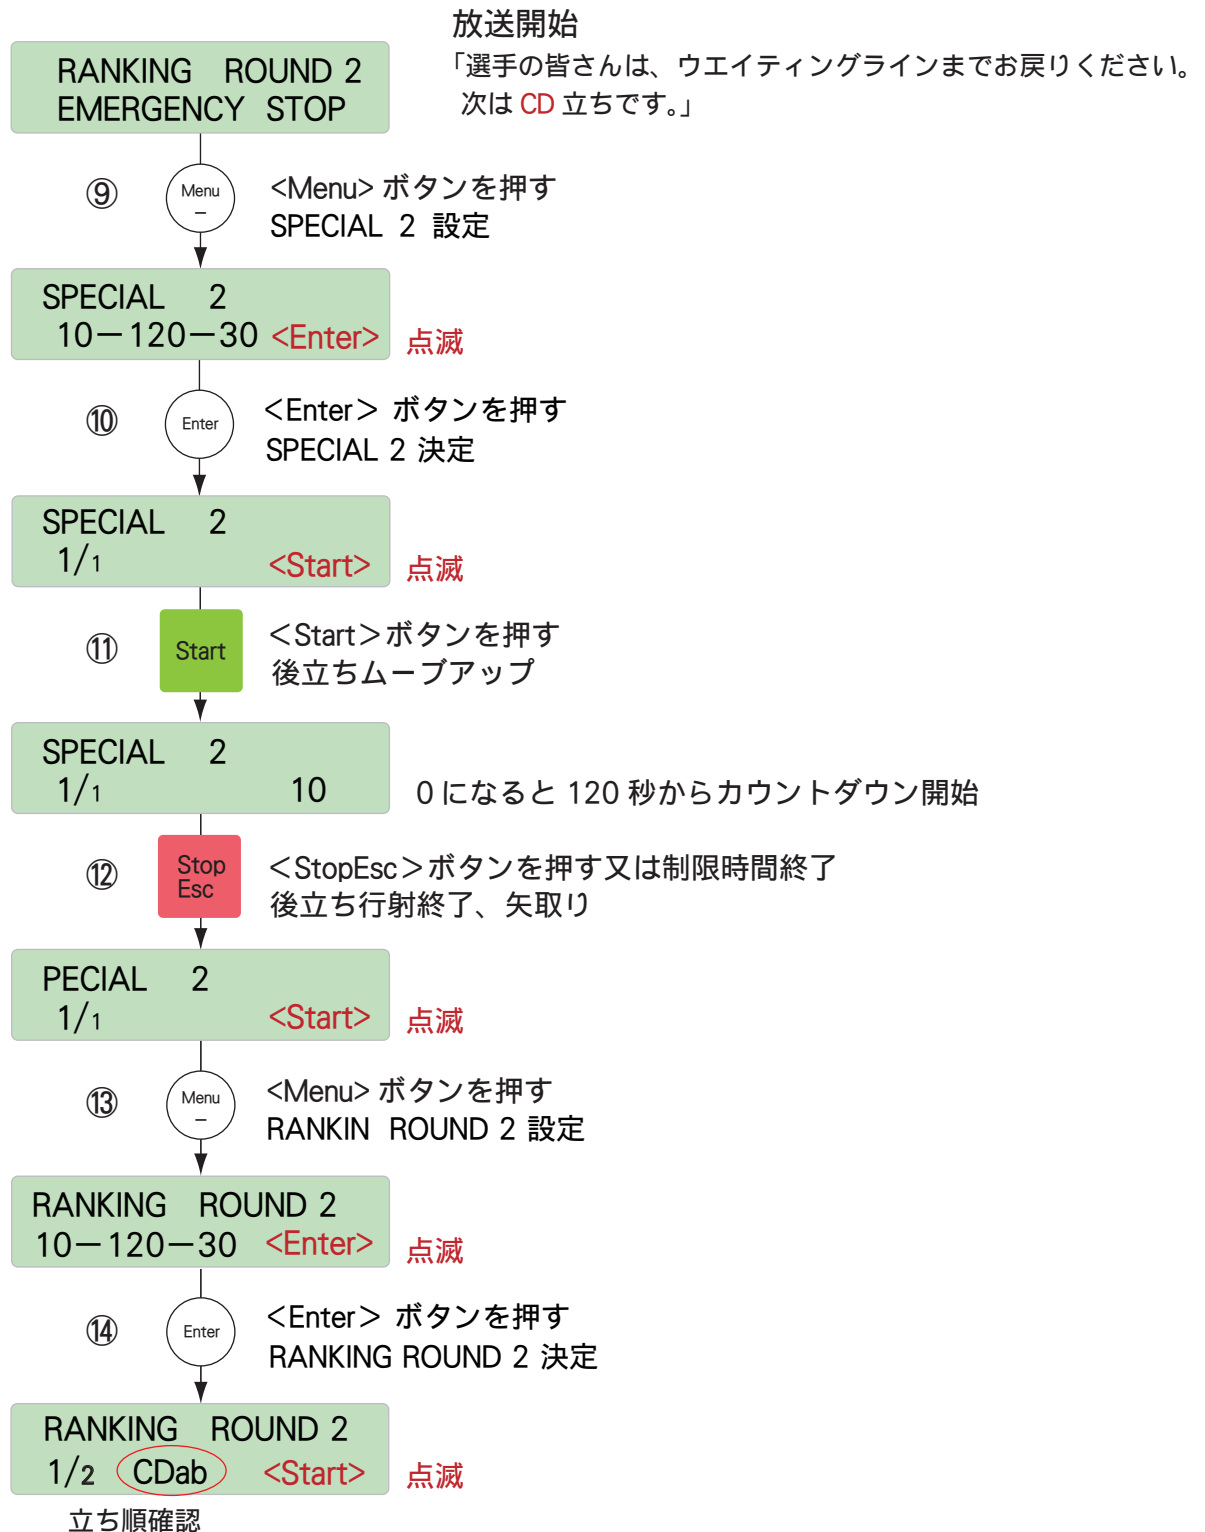 放送開始
「選手の皆さんは、ウエイティングラインまでお戻りください。
次は CD 立ちです。」
RANKING ROUND 2
EMERGENCY STOP
⑨
Menu
－
<Menu> ボタンを押す
SPECIAL 2 設定
SPECIAL 2
10－120－30 <Enter> 点滅
⑩
Enter
＜Enter＞ ボタンを押す
SPECIAL 2 決定
SPECIAL 2
1/1 <Start> 点滅
⑪
Start
＜Start＞ボタンを押す
後立ちムーブアップ
SPECIAL 2
1/1 10 0 になると 120 秒からカウントダウン開始
⑫
Stop
Esc
＜StopEsc＞ボタンを押す又は制限時間終了
後立ち行射終了、矢取り
PECIAL 2
1/1 <Start> 点滅
⑬
Menu
－
<Menu> ボタンを押す
RANKIN ROUND 2 設定
RANKING ROUND 2
10－120－30 <Enter> 点滅
⑭
Enter
＜Enter＞ ボタンを押す
RANKING ROUND 2 決定
RANKING ROUND 2
1/2 CDab <Start> 点滅
立ち順確認